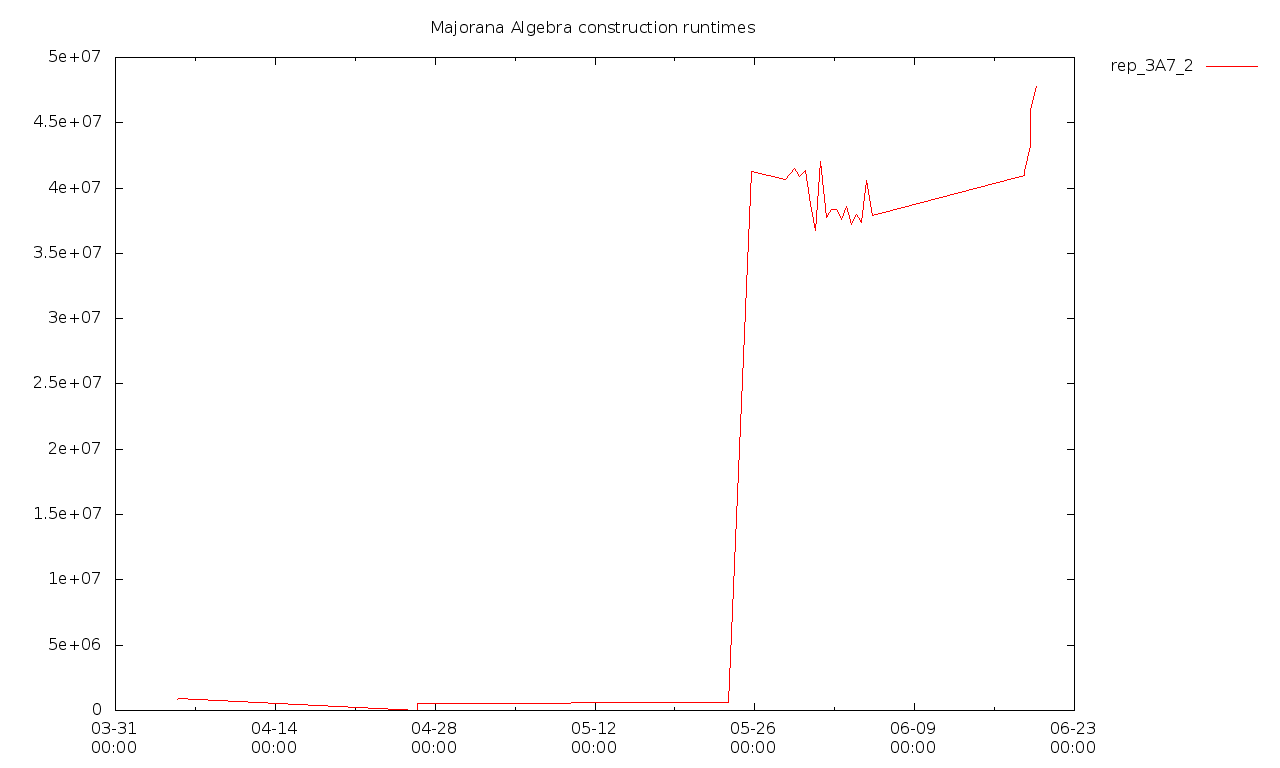 Majorana Algebra construction runtimes
rep_3A7_2
5e+07
4.5e+07
4e+07
3.5e+07
3e+07
2.5e+07
2e+07
1.5e+07
1e+07
5e+06
0
03-31 04-14 04-28 05-12 05-26 06-09 06-23
00:00 00:00 00:00 00:00 00:00 00:00 00:00